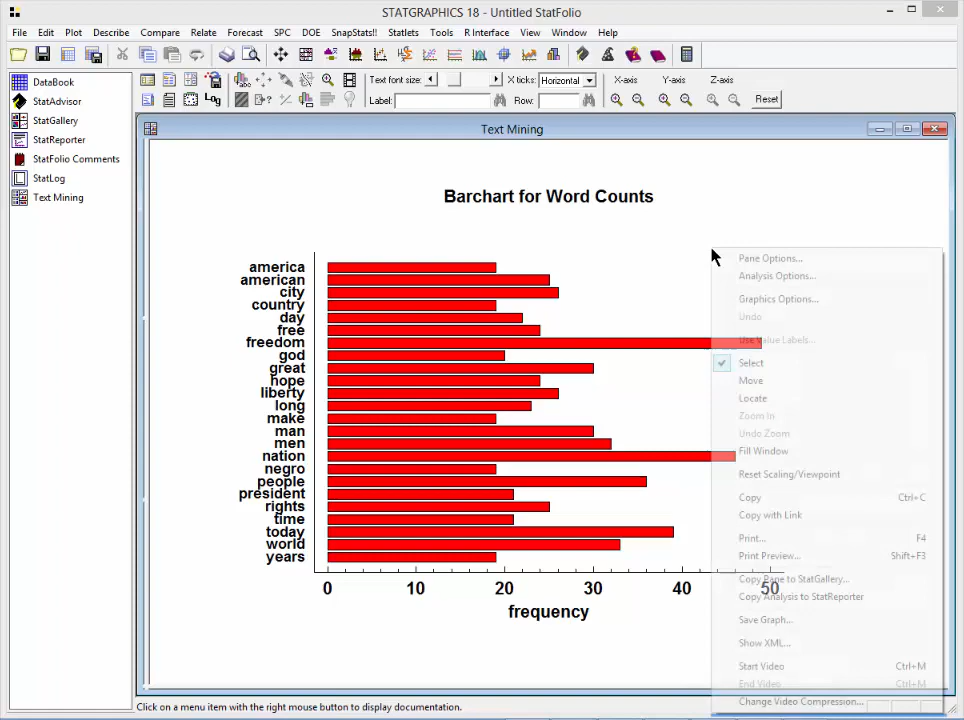 STATGRAPHICS 18 - Untitled StatFolio
File Edit Plot Describe Compare Relate Forecast SPC DOE SnapStats!! Statlets Tools R Interface View Window Help
Text font size: X ticks: Horizontal X-axis Y-axis Z-axis
Log Label: Row: Reset
DataBook
StatAdvisor
StatGallery
StatReporter
StatFolio Comments
StatLog
Text Mining
Text Mining
Barchart for Word Counts
america
american
city
country
day
free
freedom
god
great
hope
liberty
long
make
man
men
nation
negro
people
president
rights
time
today
world
years
0 10 20 30 40 50
frequency
Pane Options...
Analysis Options...
Graphics Options...
Undo
Use Value Labels...
Select
Move
Locate
Zoom In
Undo Zoom
Fill Window
Reset Scaling/Viewpoint
Copy Ctrl+C
Copy with Link
Print... F4
Print Preview... Shift+F3
Copy Pane to StatGallery...
Copy Analysis to StatReporter
Save Graph...
Show XML...
Start Video Ctrl+M
End Video Ctrl+M
Change Video Compression...
Click on a menu item with the right mouse button to display documentation.